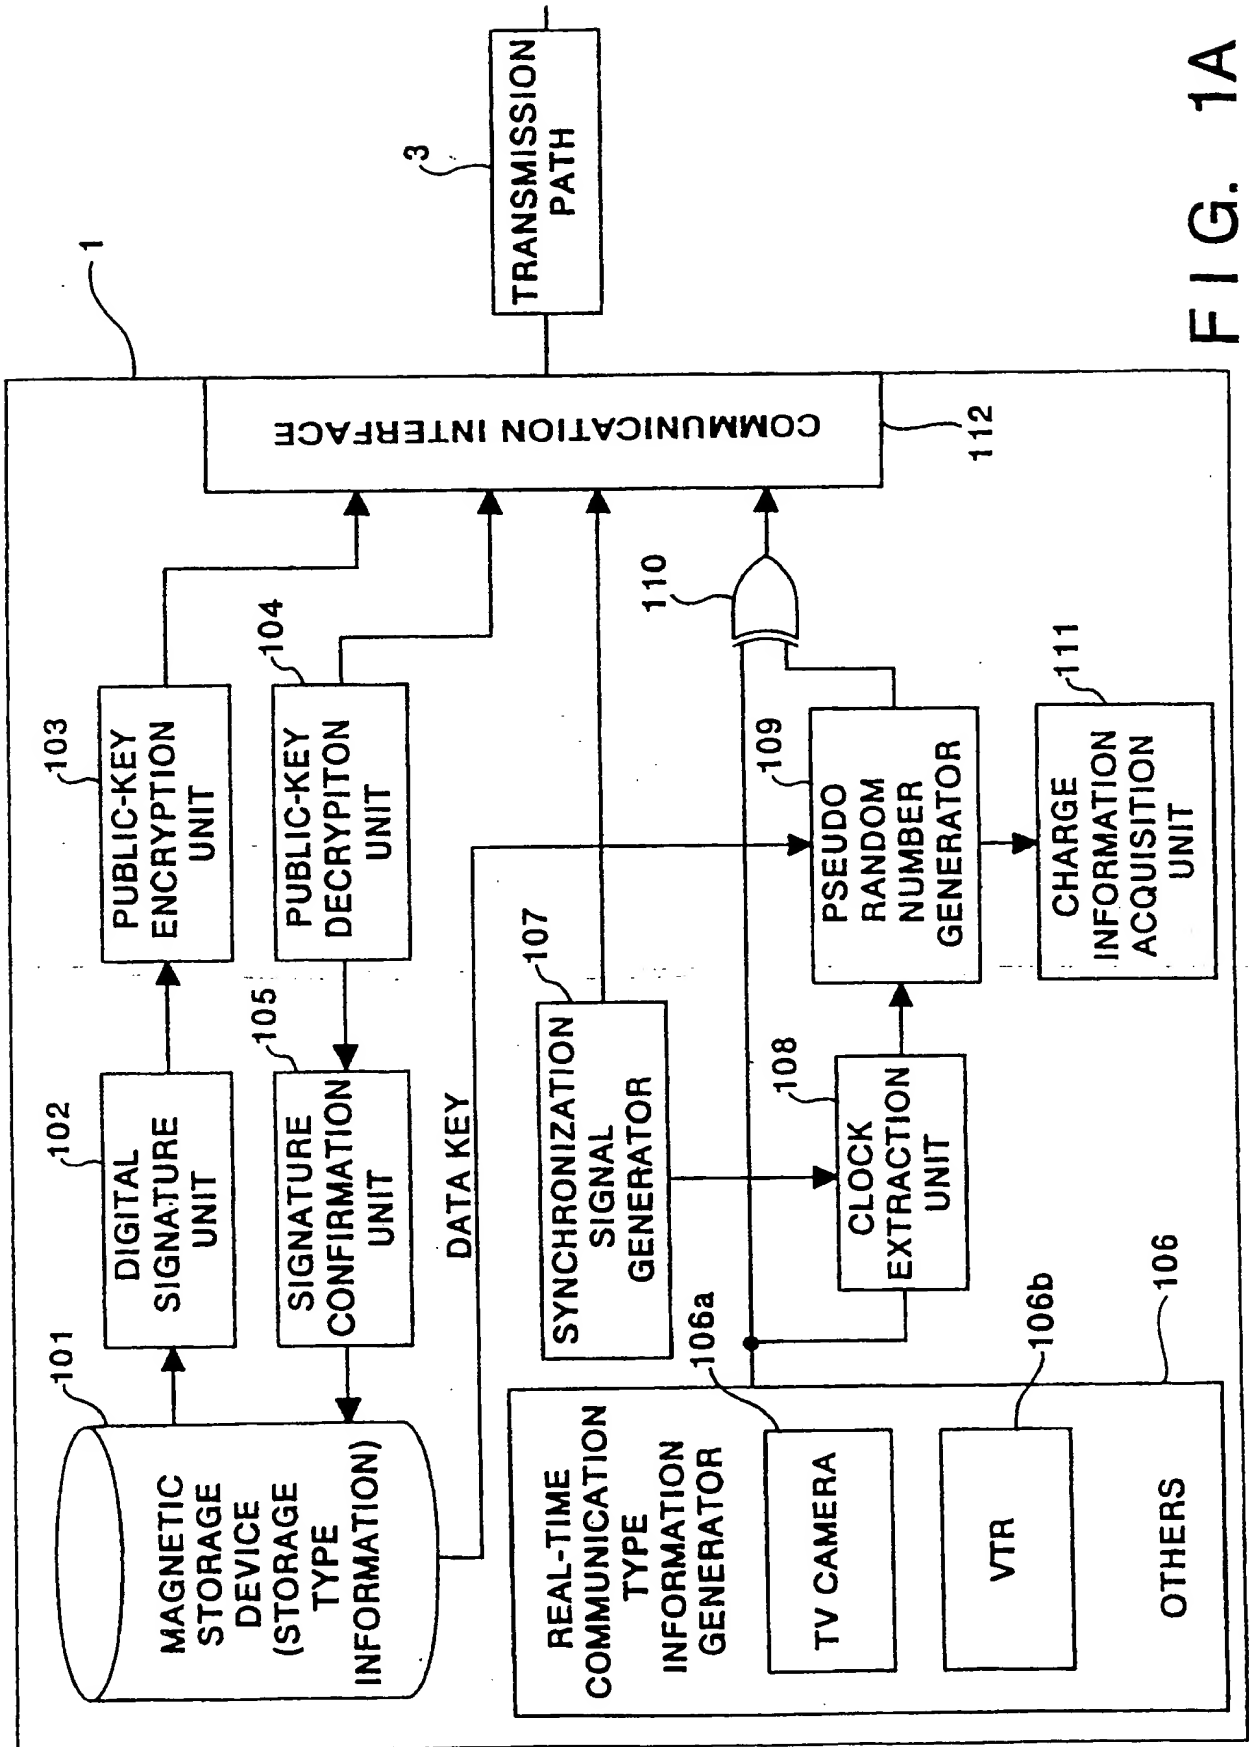 101
MAGNETIC
STORAGE
DEVICE
(STORAGE
TYPE
INFORMATION)
102
DIGITAL
SIGNATURE
UNIT
103
PUBLIC-KEY
ENCRYPTION
UNIT
105
SIGNATURE
CONFIRMATION
UNIT
104
PUBLIC-KEY
DECRYPITON
UNIT
DATA KEY
107
SYNCHRONIZATION
SIGNAL
GENERATOR
REAL-TIME
COMMUNICATION
TYPE
INFORMATION
GENERATOR
106a
TV CAMERA
106b
VTR
OTHERS
106
108
CLOCK
EXTRACTION
UNIT
109
PSEUDO
RANDOM
NUMBER
GENERATOR
110
111
CHARGE
INFORMATION
ACQUISITION
UNIT
COMMUNICATION INTERFACE
112
1
3
TRANSMISSION
PATH
FIG. 1A